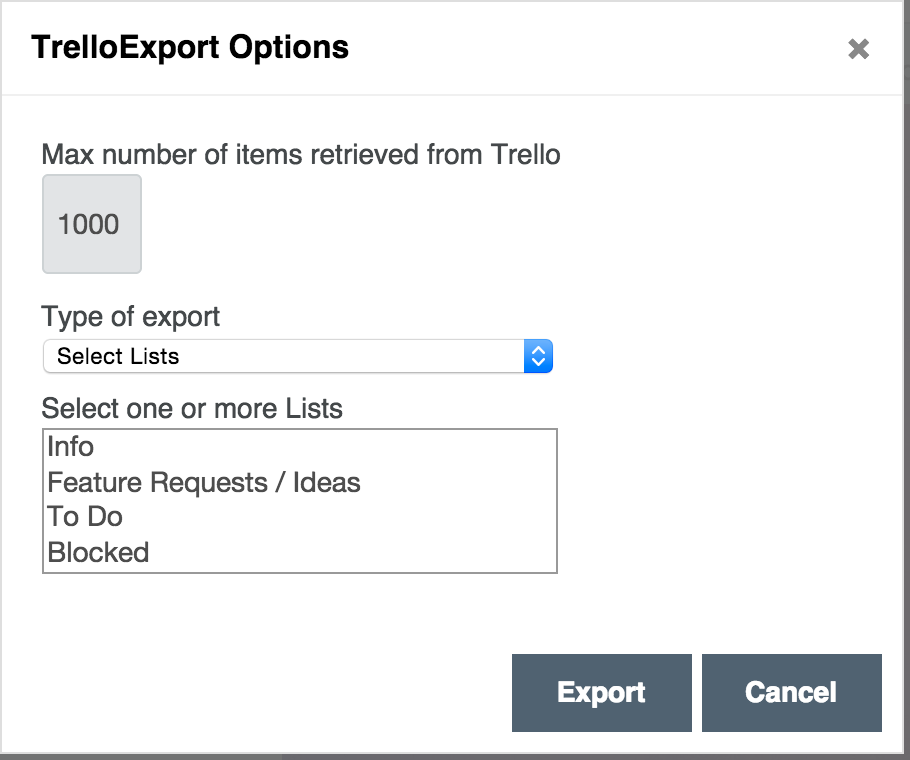 TrelloExport Options
Max number of items retrieved from Trello
1000
Type of export
Select Lists
Select one or more Lists
Info
Feature Requests / Ideas
To Do
Blocked
Export
Cancel